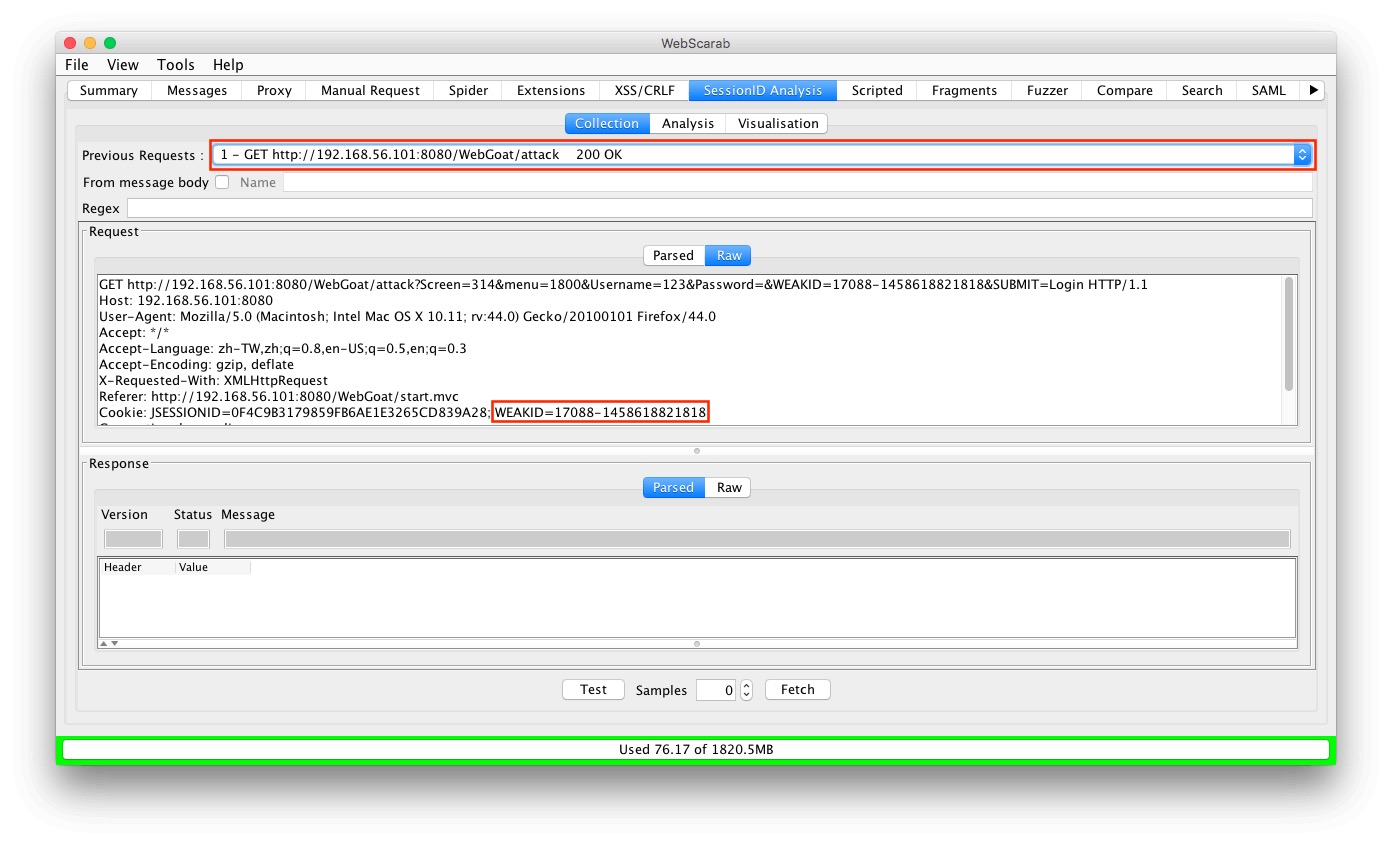 WebScarab
File View Tools Help
Summary Messages Proxy Manual Request Spider Extensions XSS/CRLF SessionID Analysis Scripted Fragments Fuzzer Compare Search SAML
Collection Analysis Visualisation
Previous Requests : 1 - GET http://192.168.56.101:8080/WebGoat/attack 200 OK
From message body Name
Regex
Request
Parsed Raw
GET http://192.168.56.101:8080/WebGoat/attack?Screen=314&menu=1800&Username=123&Password=&WEAKID=17088-1458618821818&SUBMIT=Login HTTP/1.1
Host: 192.168.56.101:8080
User-Agent: Mozilla/5.0 (Macintosh; Intel Mac OS X 10.11; rv:44.0) Gecko/20100101 Firefox/44.0
Accept: */*
Accept-Language: zh-TW,zh;q=0.8,en-US;q=0.5,en;q=0.3
Accept-Encoding: gzip, deflate
X-Requested-With: XMLHttpRequest
Referer: http://192.168.56.101:8080/WebGoat/start.mvc
Cookie: JSESSIONID=0F4C9B3179859FB6AE1E3265CD839A28; WEAKID=17088-1458618821818
Response
Parsed Raw
Version Status Message
Header Value
Test Samples 0 Fetch
Used 76.17 of 1820.5MB